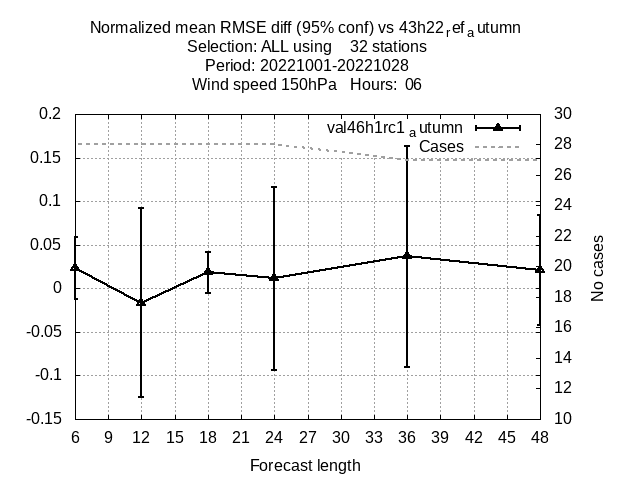 Normalized mean RMSE diff (95% conf) vs 43h22refautumn
Selection: ALL using 32 stations
Period: 20221001-20221028
Wind speed 150hPa Hours: 06
val46h1rc1autumn
Cases
0.2
0.15
0.1
0.05
0
-0.05
-0.1
-0.15
30
28
26
24
22
20
18
16
14
12
10
No cases
6 9 12 15 18 21 24 27 30 33 36 39 42 45 48
Forecast length